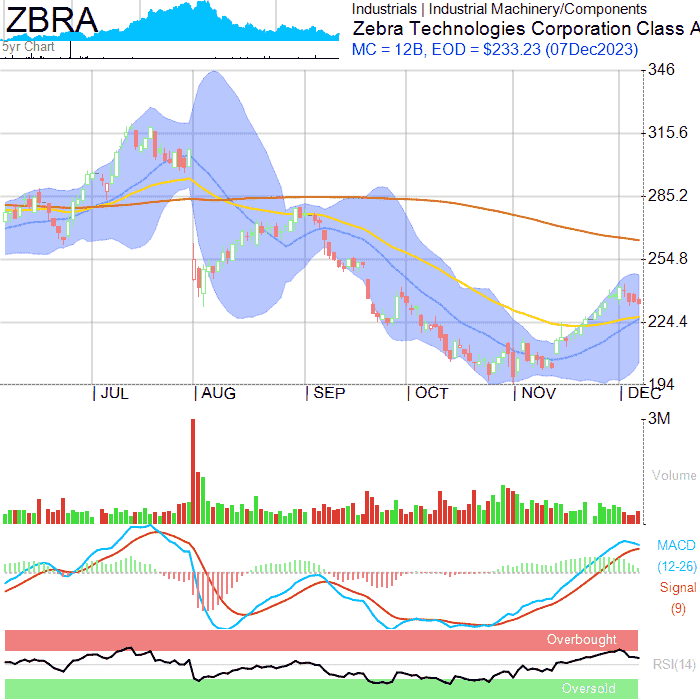 ZBRA
5yr Chart
Industrials | Industrial Machinery/Components
Zebra Technologies Corporation Class A
MC = 12B, EOD = $233.23 (07Dec2023)
346
315.6
285.2
254.8
224.4
194
JUL AUG SEP OCT NOV DEC
3M
Volume
MACD
(12-26)
Signal
(9)
Overbought
RSI(14)
Oversold